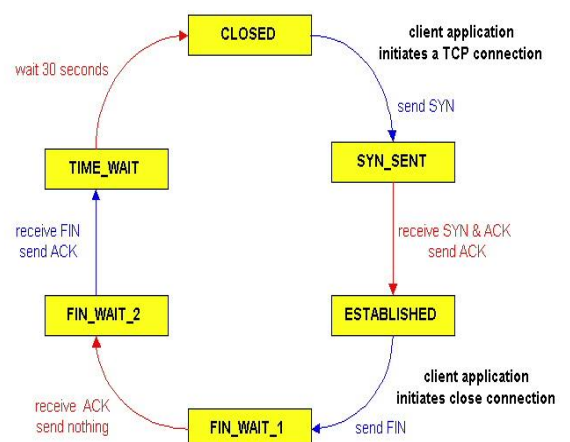 CLOSED
client application
initiates a TCP connection
wait 30 seconds
send SYN
TIME_WAIT
SYN_SENT
receive FIN
send ACK
receive SYN & ACK
send ACK
FIN_WAIT_2
ESTABLISHED
client application
initiates close connection
receive ACK
send nothing
FIN_WAIT_1
send FIN